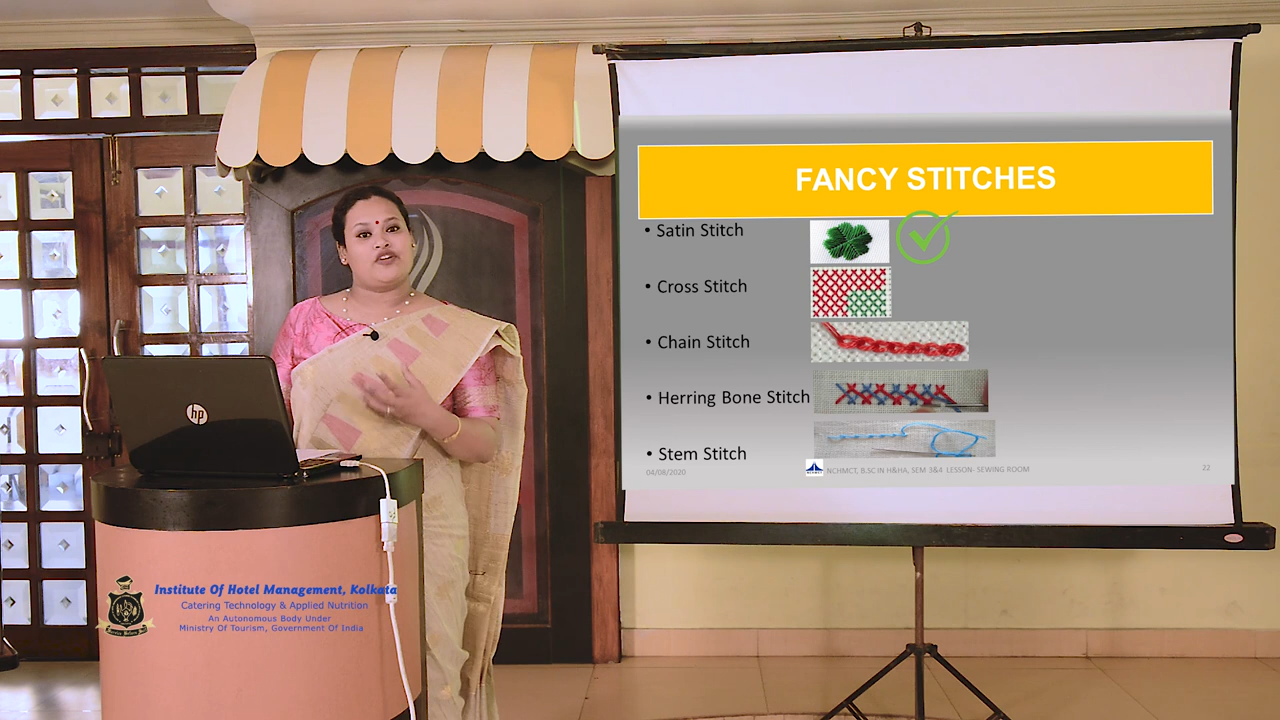 FANCY STITCHES
• Satin Stitch
• Cross Stitch
• Chain Stitch
• Herring Bone Stitch
• Stem Stitch
04/08/2020
NCHMCT
NCHMCT, B.SC IN H&HA, SEM 3&4 LESSON- SEWING ROOM
22
hp
Institute Of Hotel Management, Kolkata
Catering Technology & Applied Nutrition
An Autonomous Body Under
Ministry Of Tourism, Government Of India